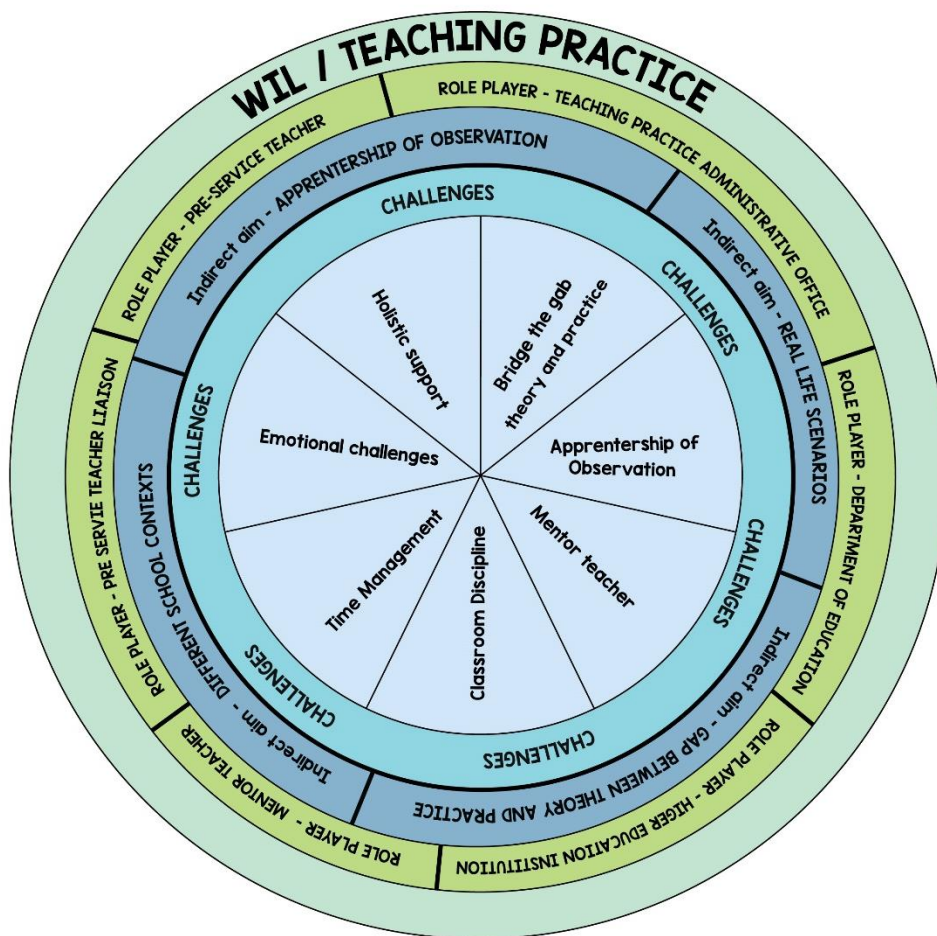 WIL / TEACHING PRACTICE
ROLE PLAYER - PRE-SERVICE TEACHER
ROLE PLAYER - TEACHING PRACTICE ADMINISTRATIVE OFFICE
ROLE PLAYER - DEPARTMENT OF EDUCATION
ROLE PLAYER - HIGER EDUCATION INSTITUTION
ROLE PLAYER - MENTOR TEACHER
ROLE PLAYER - PRE SERVIE TEACHER LIAISON
Indirect aim - APPRENTERSHIP OF OBSERVATION
Indirect aim - REAL LIFE SCENARIOS
Indirect aim - GAP BETWEEN THEORY AND PRACTICE
Indirect aim - DIFFERENT SCHOOL CONTEXTS
CHALLENGES
CHALLENGES
CHALLENGES
CHALLENGES
CHALLENGES
CHALLENGES
Bridge the gab
theory and practice
Apprentership of
Observation
Mentor teacher
Classroom Discipline
Time Management
Emotional challenges
Holistic support